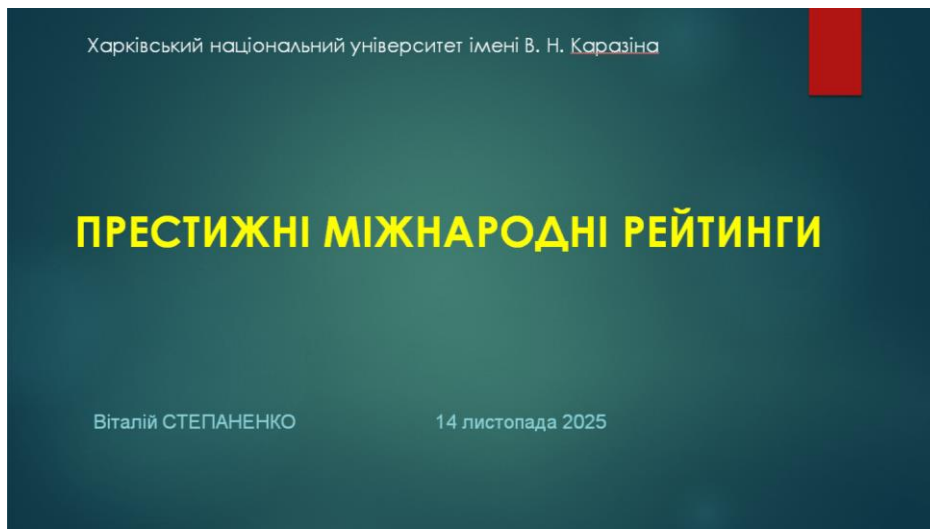 Харківський національний університет імені В. Н. Каразіна
ПРЕСТИЖНІ МІЖНАРОДНІ РЕЙТИНГИ
Віталій СТЕПАНЕНКО 14 листопада 2025